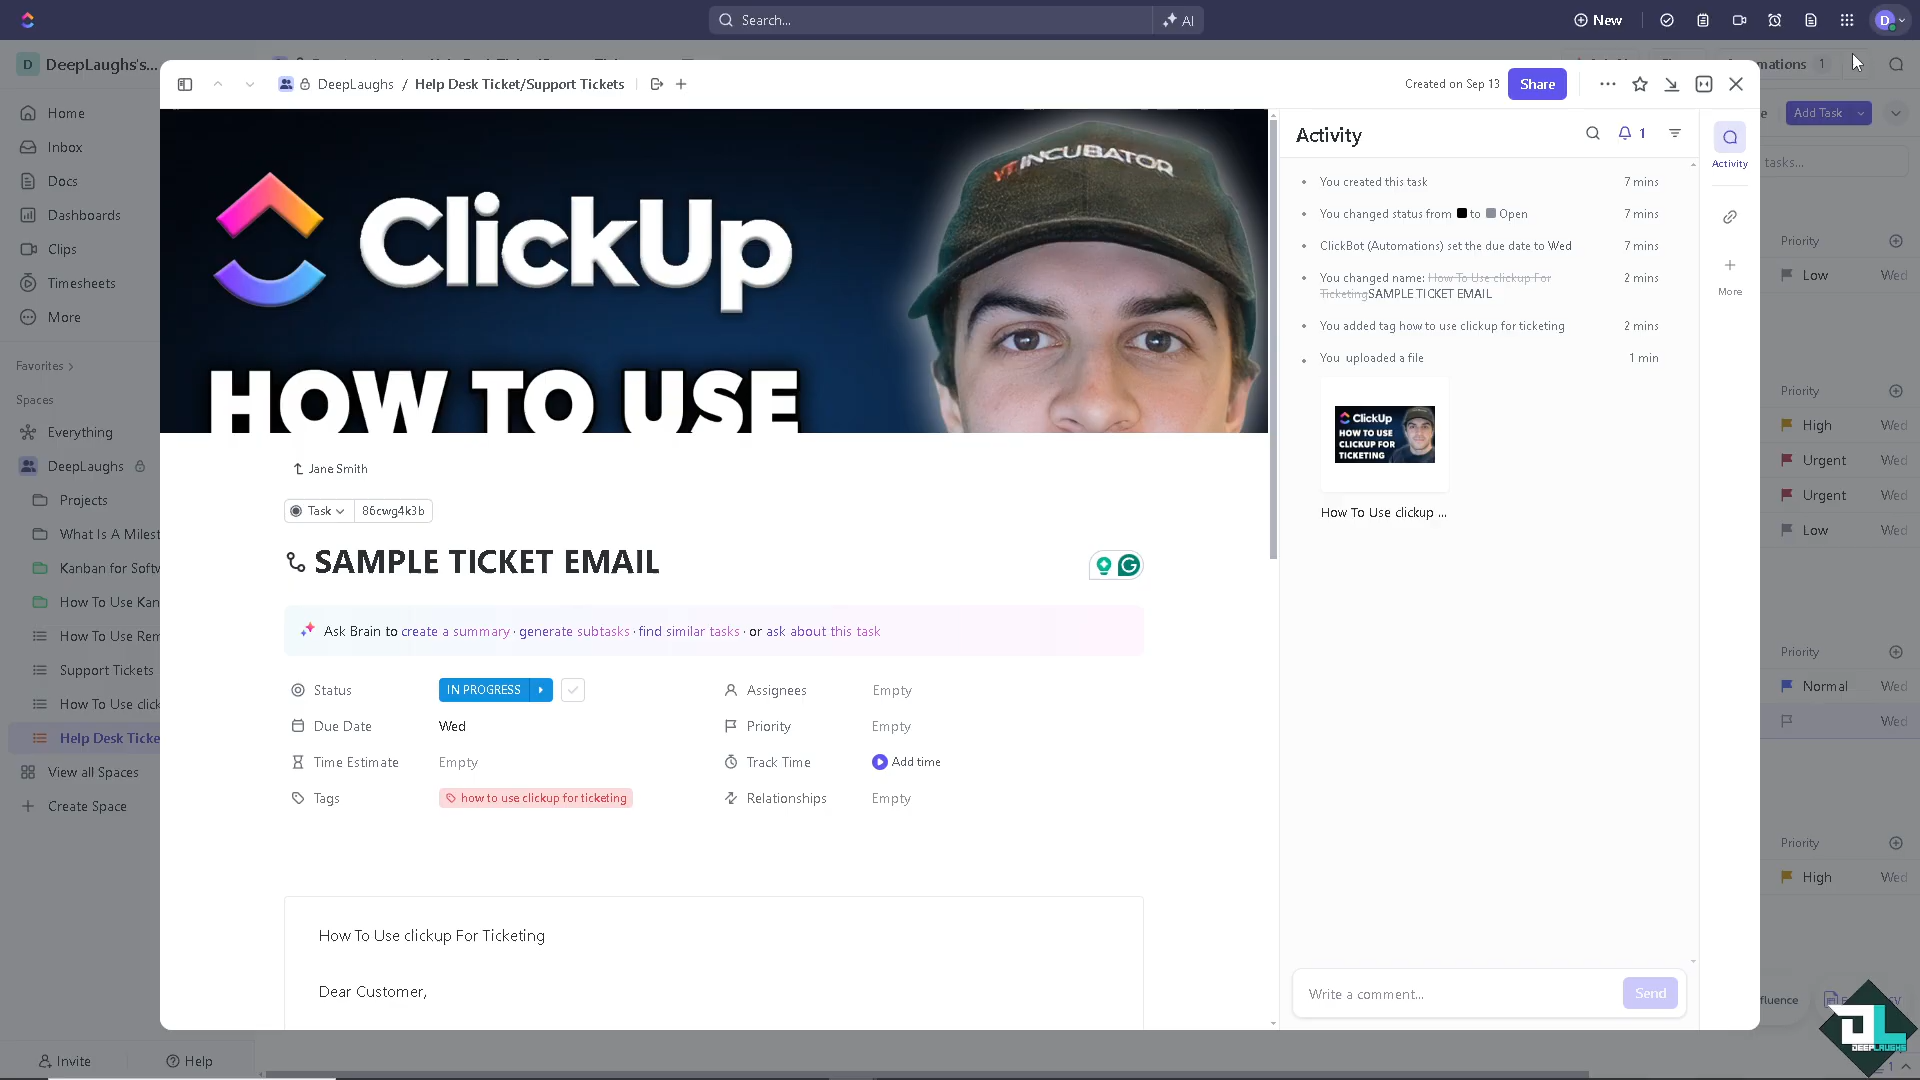 Search...
AI
New
D
D DeepLaughs's...
Home
Inbox
Docs
Dashboards
Clips
Timesheets
More
Favorites
Spaces
Everything
DeepLaughs
Projects
What Is A Milest
Kanban for Softw
How To Use Kan
How To Use Rem
Support Tickets
How To Use click
Help Desk Ticke
View all Spaces
Create Space
Invite
Help
DeepLaughs / Help Desk Ticket/Support Tickets
Created on Sep 13
Share
ClickUp
HOW TO USE
YTINCUBATOR
Jane Smith
Task
86cwg4k3b
SAMPLE TICKET EMAIL
Ask Brain to create a summary · generate subtasks · find similar tasks · or ask about this task
Status
IN PROGRESS
Assignees
Empty
Due Date
Wed
Priority
Empty
Time Estimate
Empty
Track Time
Add time
Tags
how to use clickup for ticketing
Relationships
Empty
How To Use clickup For Ticketing
Dear Customer,
Activity
1
You created this task
7 mins
You changed status from to Open
7 mins
ClickBot (Automations) set the due date to Wed
7 mins
You changed name: How To Use clickup For
TicketingSAMPLE TICKET EMAIL
2 mins
You added tag how to use clickup for ticketing
2 mins
You uploaded a file
1 min
ClickUp
HOW TO USE
CLICKUP FOR
TICKETING
How To Use clickup ...
Write a comment...
Send
Activity
More
omations 1
Add Task
tasks...
Priority
Low Wed
Priority
High Wed
Urgent Wed
Urgent Wed
Low Wed
Priority
Normal Wed
Wed
Priority
High Wed
fluence
DEEPLAUGHS
1